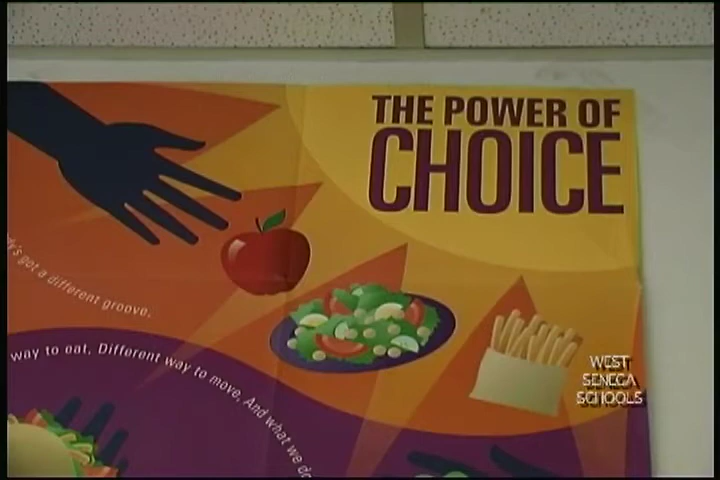 THE POWER OF
CHOICE
got a different groove.
way to eat. Different way to move. And what we do
WEST
SENECA
SCHOOLS